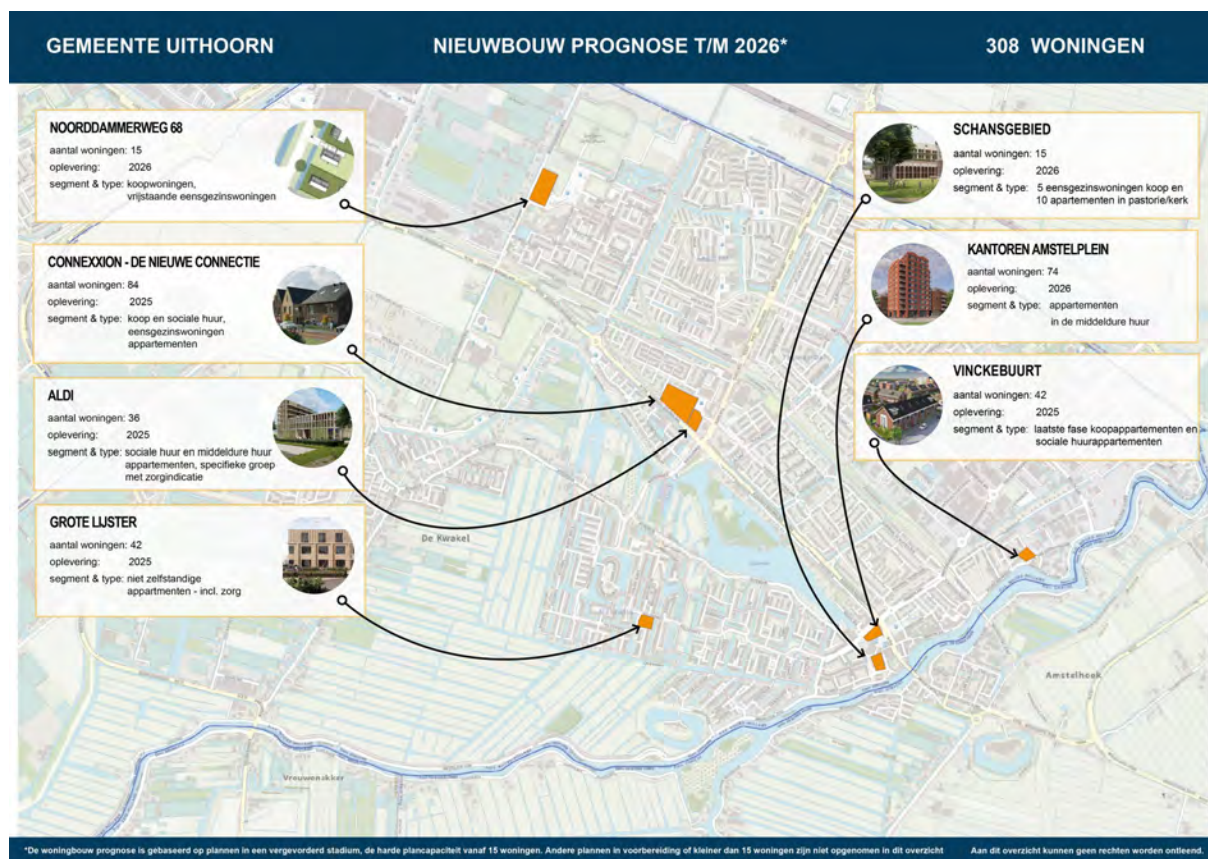 GEMEENTE UITHOORN
NIEUWBOUW PROGNOSE T/M 2026*
308 WONINGEN
NOORDDAMMERWEG 68
aantal woningen: 15
oplevering: 2026
segment & type: koopwoningen,
vrijstaande eensgezinswoningen
CONNEXXION - DE NIEUWE CONNECTIE
aantal woningen: 84
oplevering: 2025
segment & type: koop en sociale huur,
eensgezinswoningen
appartementen
ALDI
aantal woningen: 36
oplevering: 2025
segment & type: sociale huur en middeldure huur
appartementen, specifieke groep
met zorgindicatie
GROTE LIJSTER
aantal woningen: 42
oplevering: 2025
segment & type: niet zelfstandige
appartmenten - incl. zorg
SCHANSGEBIED
aantal woningen: 15
oplevering: 2026
segment & type: 5 eensgezinswoningen koop en
10 apartementen in pastorie/kerk
KANTOREN AMSTELPLEIN
aantal woningen: 74
oplevering: 2026
segment & type: appartementen
in de middeldure huur
VINCKEBUURT
aantal woningen: 42
oplevering: 2025
segment & type: laatste fase koopappartementen en
sociale huurappartementen
De Kwakel
Amstelhoek
Vrouwenakker
*De woningbouw prognose is gebaseerd op plannen in een vergevorderd stadium, de harde plancapaciteit vanaf 15 woningen. Andere plannen in voorbereiding of kleiner dan 15 woningen zijn niet opgenomen in dit overzicht
Aan dit overzicht kunnen geen rechten worden ontleend.